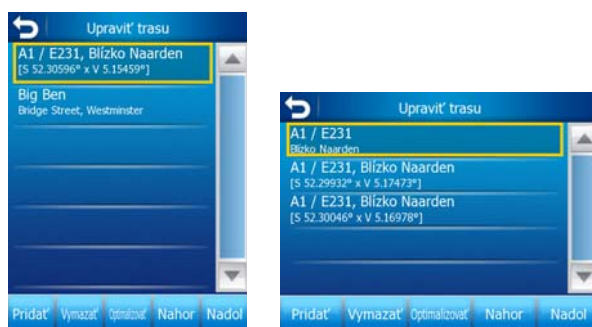 Upraviť trasu
A1 / E231, Blízko Naarden
[S 52.30596° x V 5.15459°]
Big Ben
Bridge Street, Westminster
Pridať Vymazať Optimalizovať Nahor Nadol
Upraviť trasu
A1 / E231
Blízko Naarden
A1 / E231, Blízko Naarden
[S 52.29932° x V 5.17473°]
A1 / E231, Blízko Naarden
[S 52.30046° x V 5.16978°]
Pridať Vymazať Optimalizovať Nahor Nadol